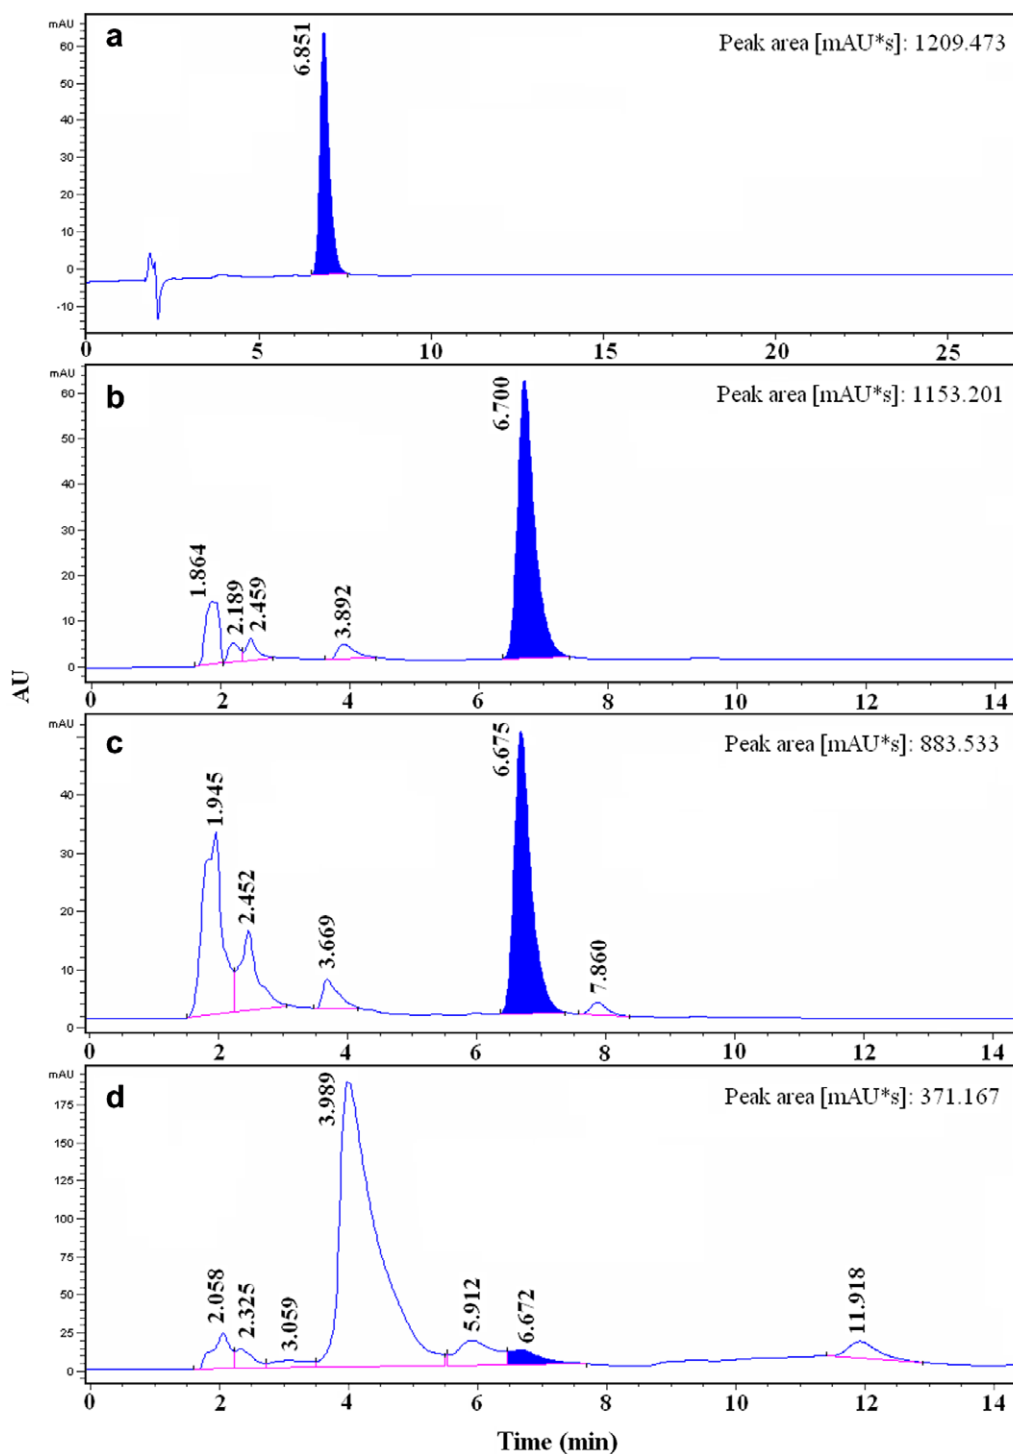 mAU
a
6.851
Peak area [mAU*s]: 1209.473
60
50
40
30
20
10
0
-10
0 5 10 15 20 25
mAU
b
6.700
Peak area [mAU*s]: 1153.201
60
50
40
30
20
10
0
1.864
2.189
2.459
3.892
0 2 4 6 8 10 12 14
AU
mAU
c
6.675
Peak area [mAU*s]: 883.533
40
30
20
10
0
1.945
2.452
3.669
7.860
0 2 4 6 8 10 12 14
mAU
d
3.989
Peak area [mAU*s]: 371.167
175
150
125
100
75
50
25
0
2.058
2.325
3.059
5.912
6.672
11.918
0 2 4 6 8 10 12 14
Time (min)